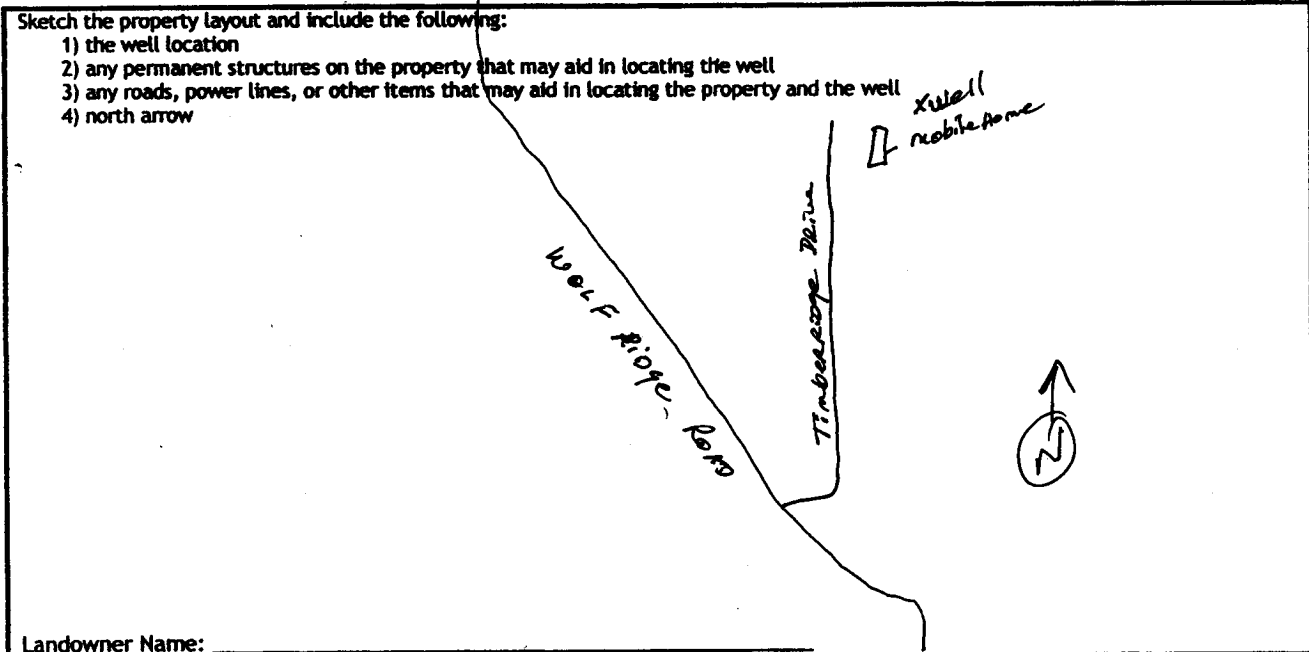 Sketch the property layout and include the following:
1) the well location
2) any permanent structures on the property that may aid in locating the well
3) any roads, power lines, or other items that may aid in locating the property and the well
4) north arrow
xwell
mobile home
Timberridge Drive
WOLF RiDge - ROAD
N
Landowner Name: